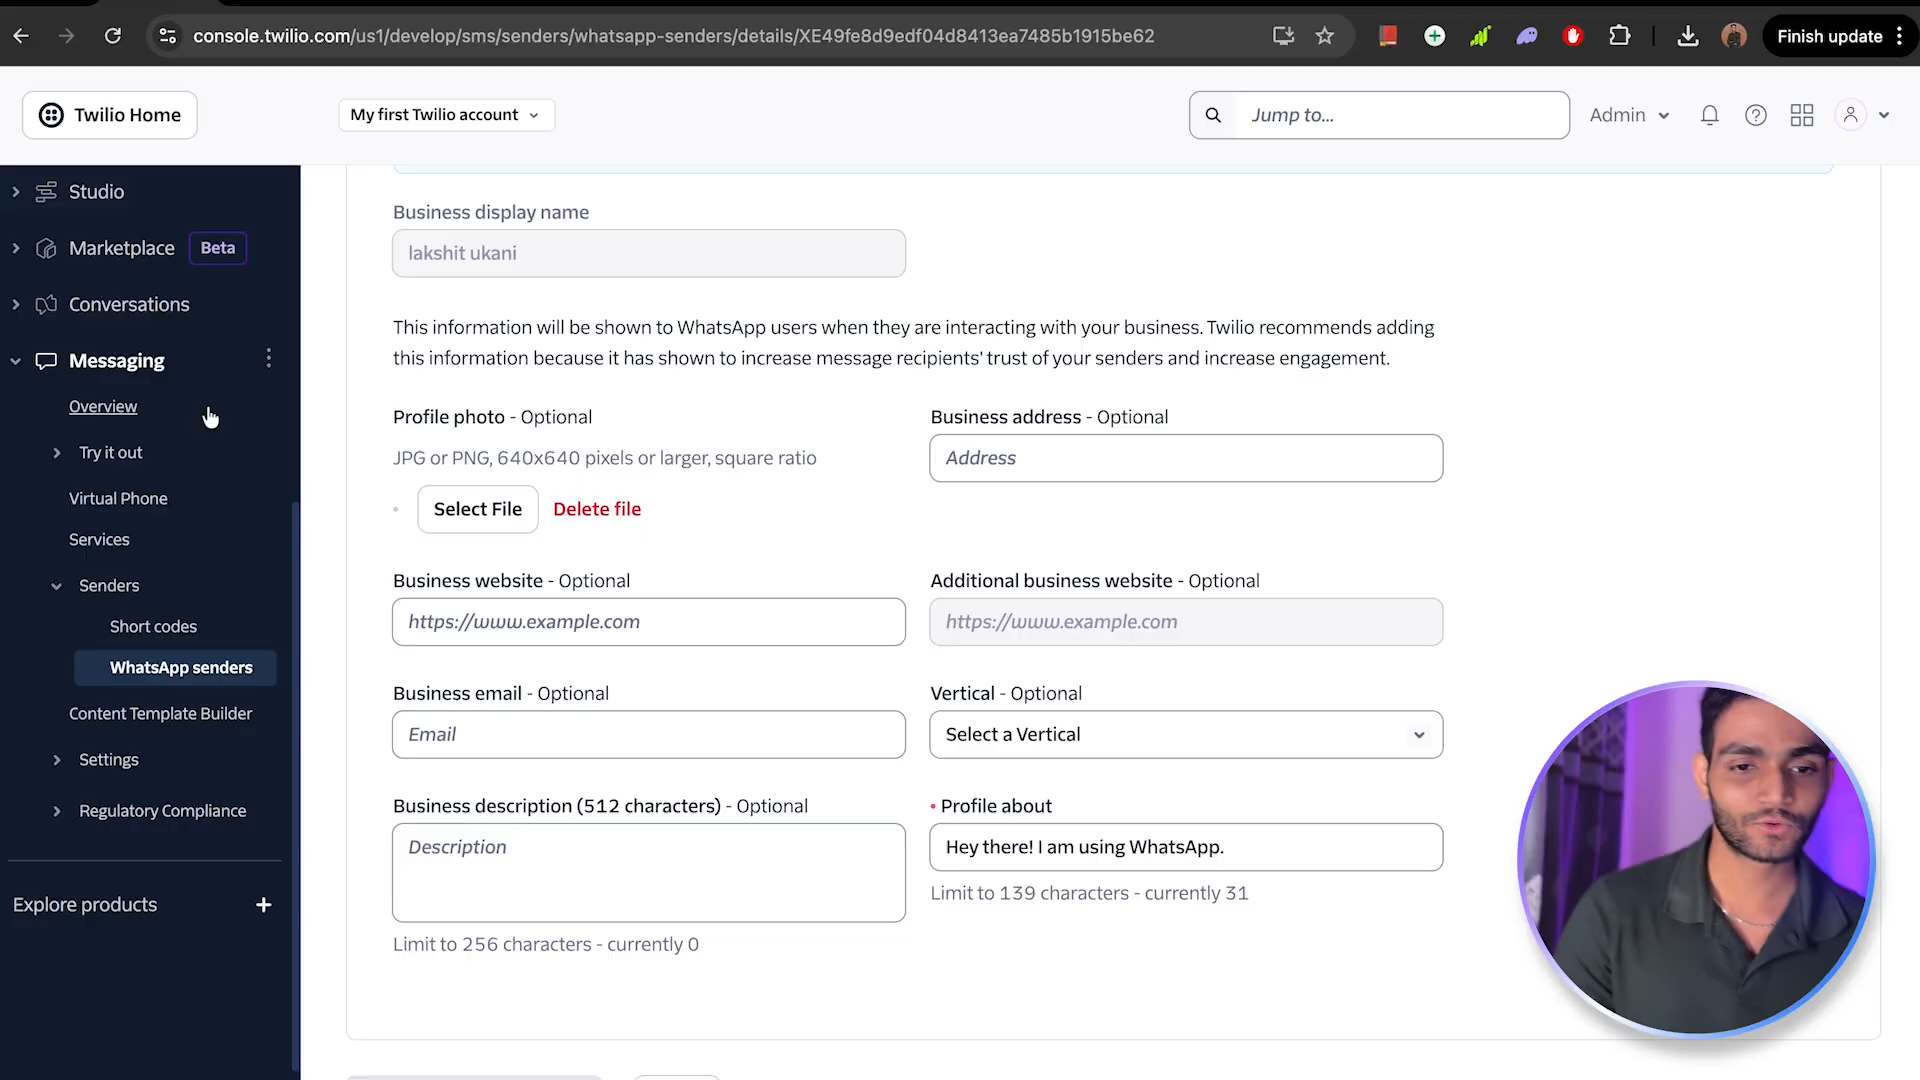 console.twilio.com/us1/develop/sms/senders/whatsapp-senders/details/XE49fe8d9edf04d8413ea7485b1915be62
Finish update
Twilio Home
My first Twilio account
Jump to...
Admin
Studio
Marketplace
Beta
Conversations
Messaging
Overview
Try it out
Virtual Phone
Services
Senders
Short codes
WhatsApp senders
Content Template Builder
Settings
Regulatory Compliance
Explore products
Business display name
lakshit ukani
This information will be shown to WhatsApp users when they are interacting with your business. Twilio recommends adding
this information because it has shown to increase message recipients' trust of your senders and increase engagement.
Profile photo - Optional
JPG or PNG, 640x640 pixels or larger, square ratio
Select File
Delete file
Business address - Optional
Address
Business website - Optional
https://www.example.com
Additional business website - Optional
https://www.example.com
Business email - Optional
Email
Vertical - Optional
Select a Vertical
Business description (512 characters) - Optional
Description
Limit to 256 characters - currently 0
Profile about
Hey there! I am using WhatsApp.
Limit to 139 characters - currently 31